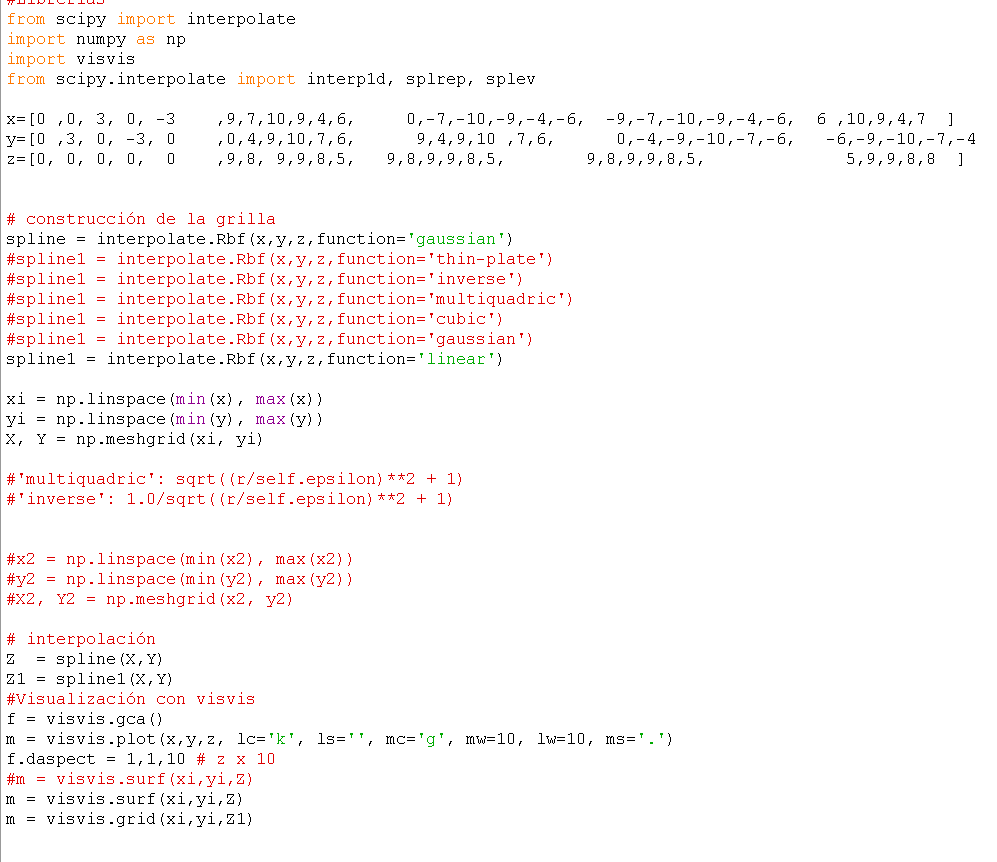 #Librerias
from scipy import interpolate
import numpy as np
import visvis
from scipy.interpolate import interp1d, splrep, splev
x=[0 ,0, 3, 0, -3    ,9,7,10,9,4,6,     0,-7,-10,-9,-4,-6,  -9,-7,-10,-9,-4,-6,  6 ,10,9,4,7  ]
y=[0 ,3, 0, -3, 0    ,0,4,9,10,7,6,      9,4,9,10 ,7,6,      0,-4,-9,-10,-7,-6,   -6,-9,-10,-7,-4
z=[0, 0, 0, 0,  0    ,9,8, 9,9,8,5,   9,8,9,9,8,5,        9,8,9,9,8,5,              5,9,9,8,8  ]
# construcción de la grilla
spline = interpolate.Rbf(x,y,z,function='gaussian')
#spline1 = interpolate.Rbf(x,y,z,function='thin-plate')
#spline1 = interpolate.Rbf(x,y,z,function='inverse')
#spline1 = interpolate.Rbf(x,y,z,function='multiquadric')
#spline1 = interpolate.Rbf(x,y,z,function='cubic')
#spline1 = interpolate.Rbf(x,y,z,function='gaussian')
spline1 = interpolate.Rbf(x,y,z,function='linear')
xi = np.linspace(min(x), max(x))
yi = np.linspace(min(y), max(y))
X, Y = np.meshgrid(xi, yi)
#'multiquadric': sqrt((r/self.epsilon)**2 + 1)
#'inverse': 1.0/sqrt((r/self.epsilon)**2 + 1)
#x2 = np.linspace(min(x2), max(x2))
#y2 = np.linspace(min(y2), max(y2))
#X2, Y2 = np.meshgrid(x2, y2)
# interpolación
Z  = spline(X,Y)
Z1 = spline1(X,Y)
#Visualización con visvis
f = visvis.gca()
m = visvis.plot(x,y,z, lc='k', ls='', mc='g', mw=10, lw=10, ms='.')
f.daspect = 1,1,10 # z x 10
#m = visvis.surf(xi,yi,Z)
m = visvis.surf(xi,yi,Z)
m = visvis.grid(xi,yi,Z1)